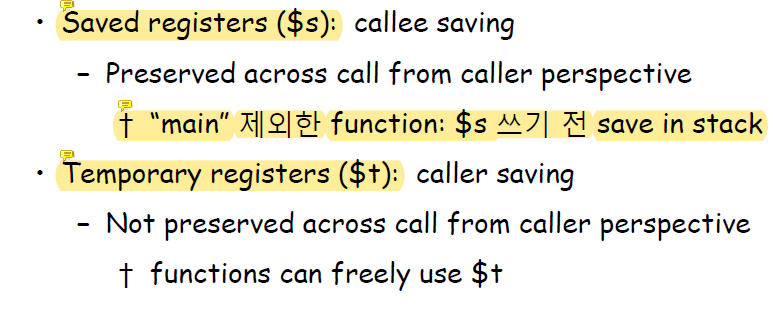 • Saved registers ($s): callee saving
– Preserved across call from caller perspective
† “main” 제외한 function: $s 쓰기 전 save in stack
• Temporary registers ($t): caller saving
– Not preserved across call from caller perspective
† functions can freely use $t